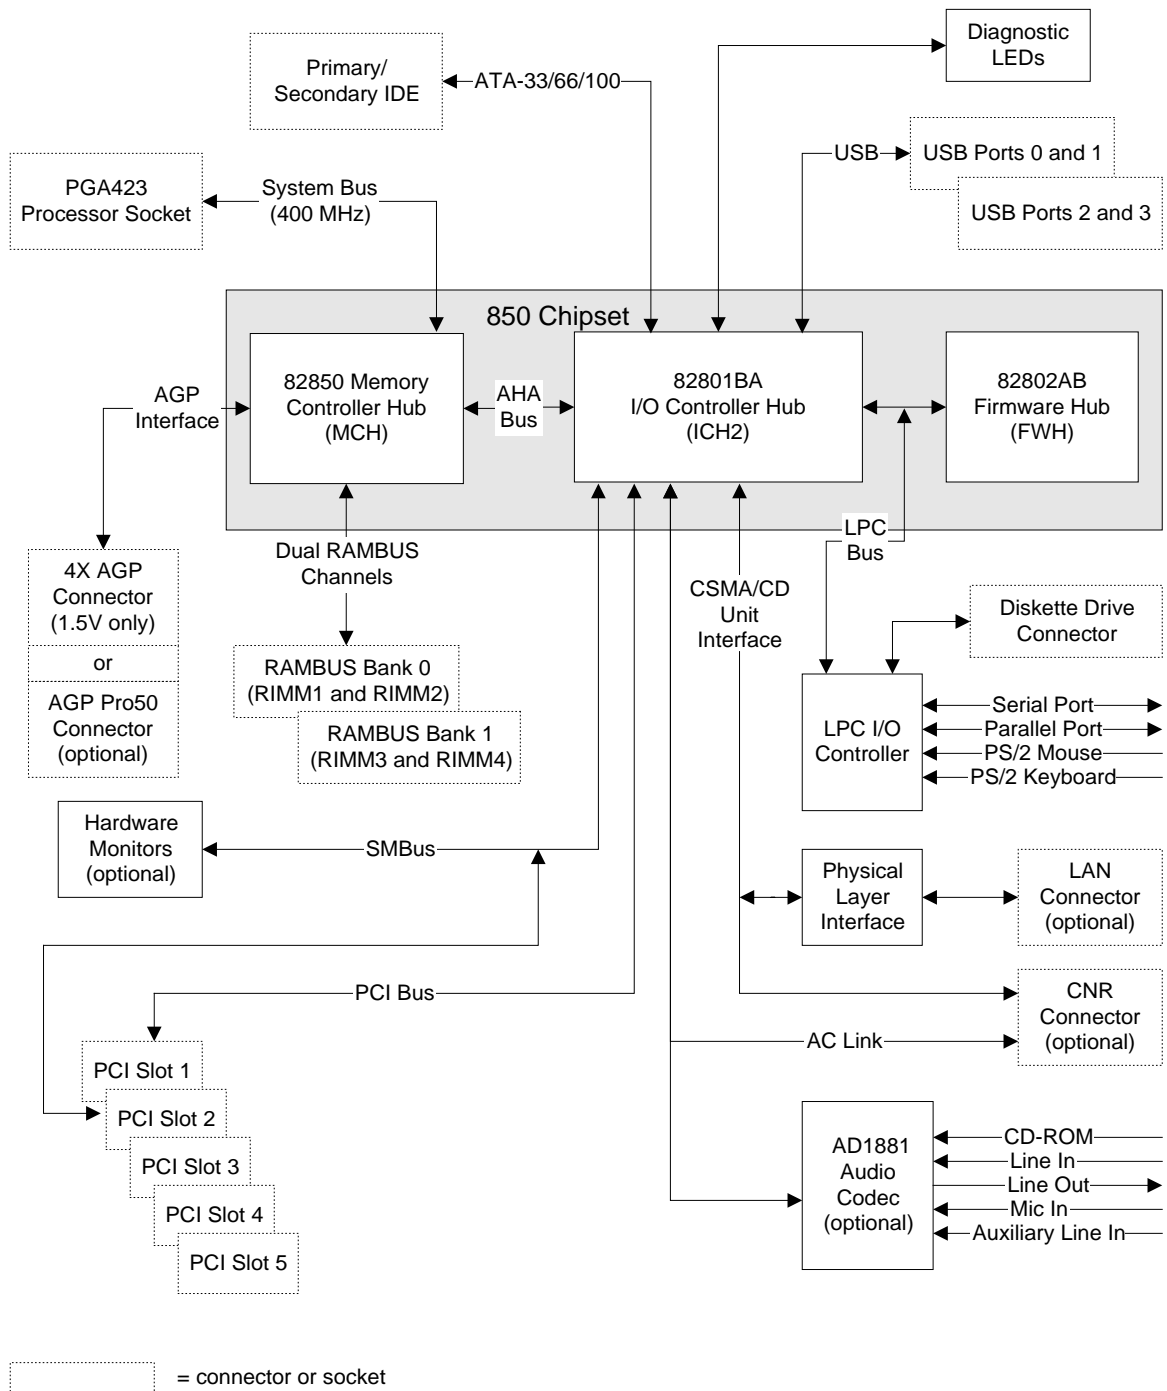 Diagnostic
LEDs
Primary/
Secondary IDE
ATA-33/66/100
USB
USB Ports 0 and 1
USB Ports 2 and 3
PGA423
Processor Socket
System Bus
(400 MHz)
850 Chipset
82850 Memory
Controller Hub
(MCH)
AHA
Bus
82801BA
I/O Controller Hub
(ICH2)
82802AB
Firmware Hub
(FWH)
AGP
Interface
LPC
Bus
Dual RAMBUS
Channels
CSMA/CD
Unit
Interface
4X AGP
Connector
(1.5V only)
or
AGP Pro50
Connector
(optional)
RAMBUS Bank 0
(RIMM1 and RIMM2)
RAMBUS Bank 1
(RIMM3 and RIMM4)
Diskette Drive
Connector
LPC I/O
Controller
Serial Port
Parallel Port
PS/2 Mouse
PS/2 Keyboard
Hardware
Monitors
(optional)
SMBus
Physical
Layer
Interface
LAN
Connector
(optional)
PCI Bus
CNR
Connector
(optional)
AC Link
PCI Slot 1
PCI Slot 2
PCI Slot 3
PCI Slot 4
PCI Slot 5
AD1881
Audio
Codec
(optional)
CD-ROM
Line In
Line Out
Mic In
Auxiliary Line In
= connector or socket